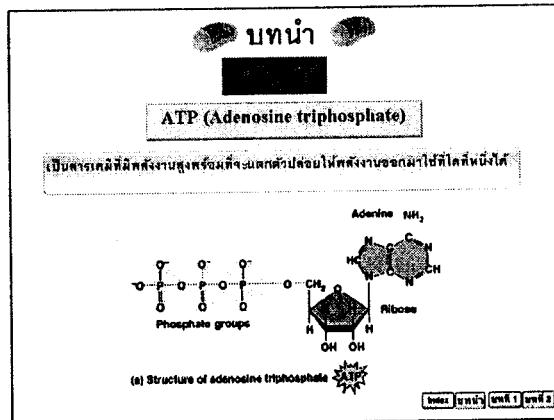 บทนำ
ATP (Adenosine triphosphate)
เป็นสารเคมีที่มีพลังงานสูงพร้อมที่จะแตกตัวปล่อยให้พลังงานออกมาใช้ที่ใดที่หนึ่งได้
Adenine NH₂
O⁻ O⁻ O⁻
⁻O P O P O P O CH₂
O O O
N C C N HC C N N CH
O
H H
OH OH
Phosphate groups
Ribose
(a) Structure of adenosine triphosphate ATP
Index บทนำ บทที่ 1 บทที่ 2